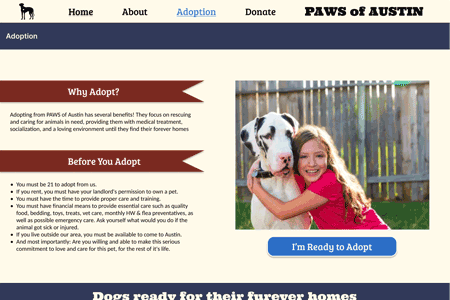 Home About Adoption Donate PAWS of AUSTIN
Adoption
Why Adopt?
Adopting from PAWS of Austin has several benefits! They focus on rescuing
and caring for animals in need, providing them with medical treatment,
socialization, and a loving environment until they find their furever homes
Before You Adopt
• You must be 21 to adopt from us.
• If you rent, you must have your landlord's permission to own a pet.
• You must have the time to provide proper care and training.
• You must have financial means to provide essential care such as quality
food, bedding, toys, treats, vet care, monthly HW & flea preventatives, as
well as possible emergency care. Ask yourself what would you do if the
animal got sick or injured.
• If you live outside our area, you must be available to come to Austin.
• And most importantly: Are you willing and able to make this serious
commitment to love and care for this pet, for the rest of it's life.
I'm Ready to Adopt
Dogs ready for their furever homes